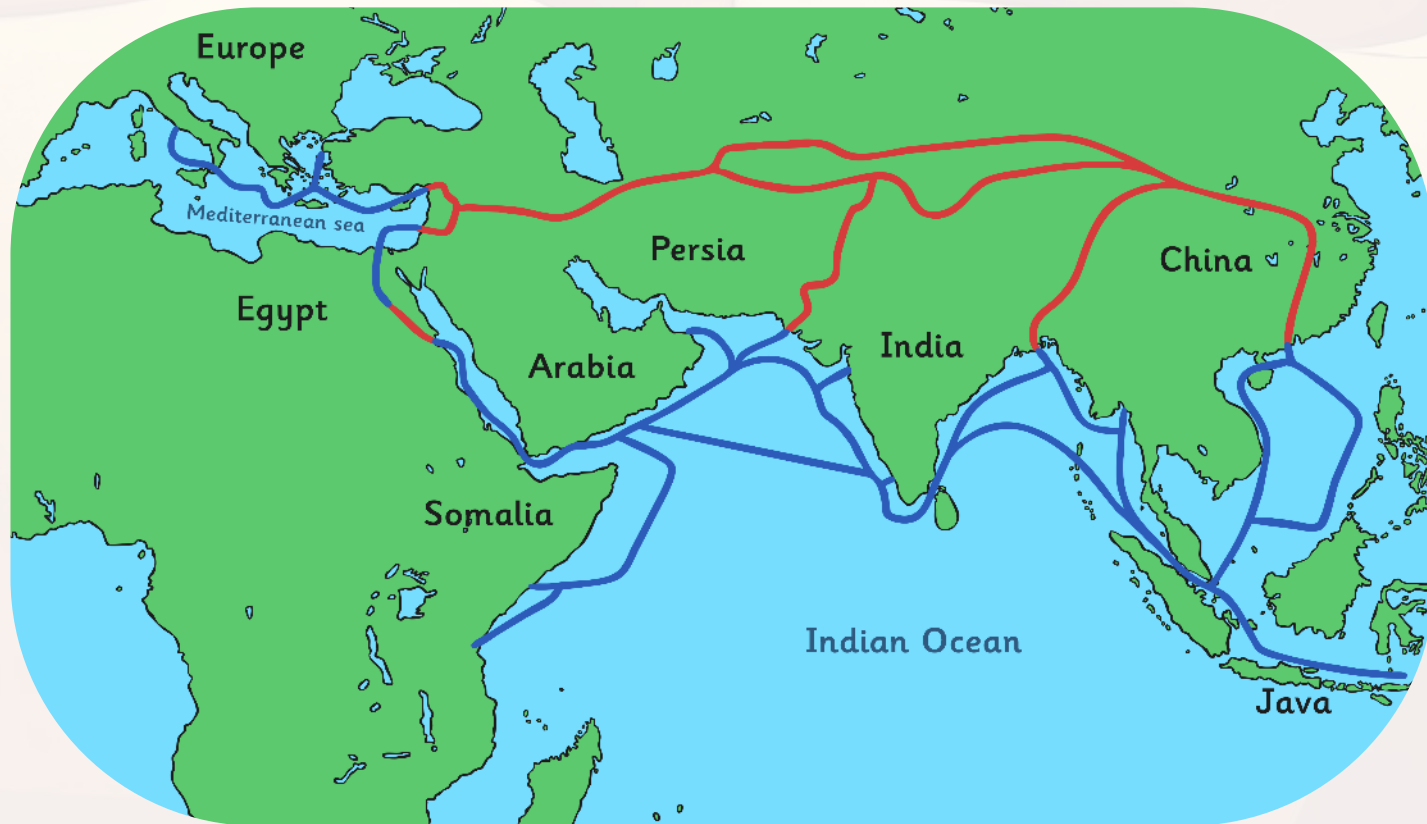 Europe
Mediterranean sea
Persia
China
Egypt
India
Arabia
Somalia
Indian Ocean
Java